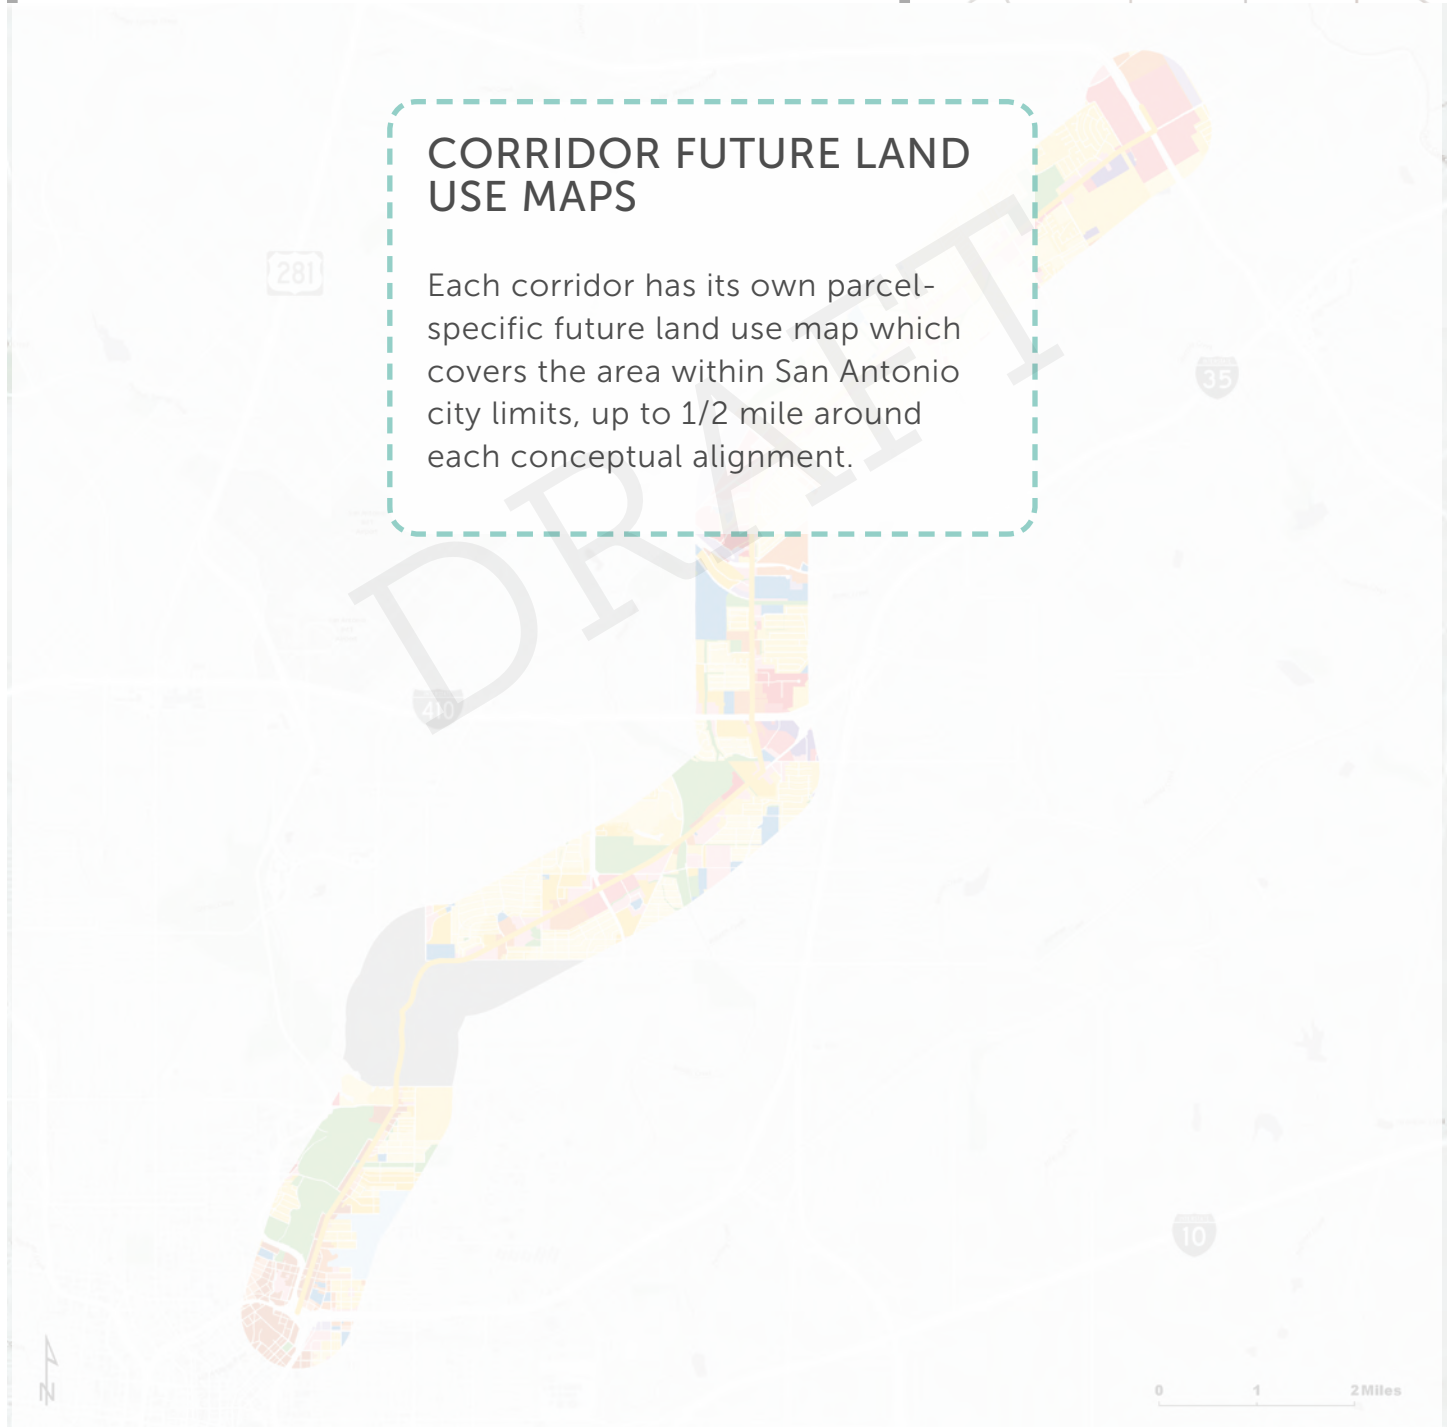 CORRIDOR FUTURE LAND
USE MAPS
Each corridor has its own parcel-
specific future land use map which
covers the area within San Antonio
city limits, up to 1/2 mile around
each conceptual alignment.
DRAFT
281
35
410
10
N
0 1 2 Miles